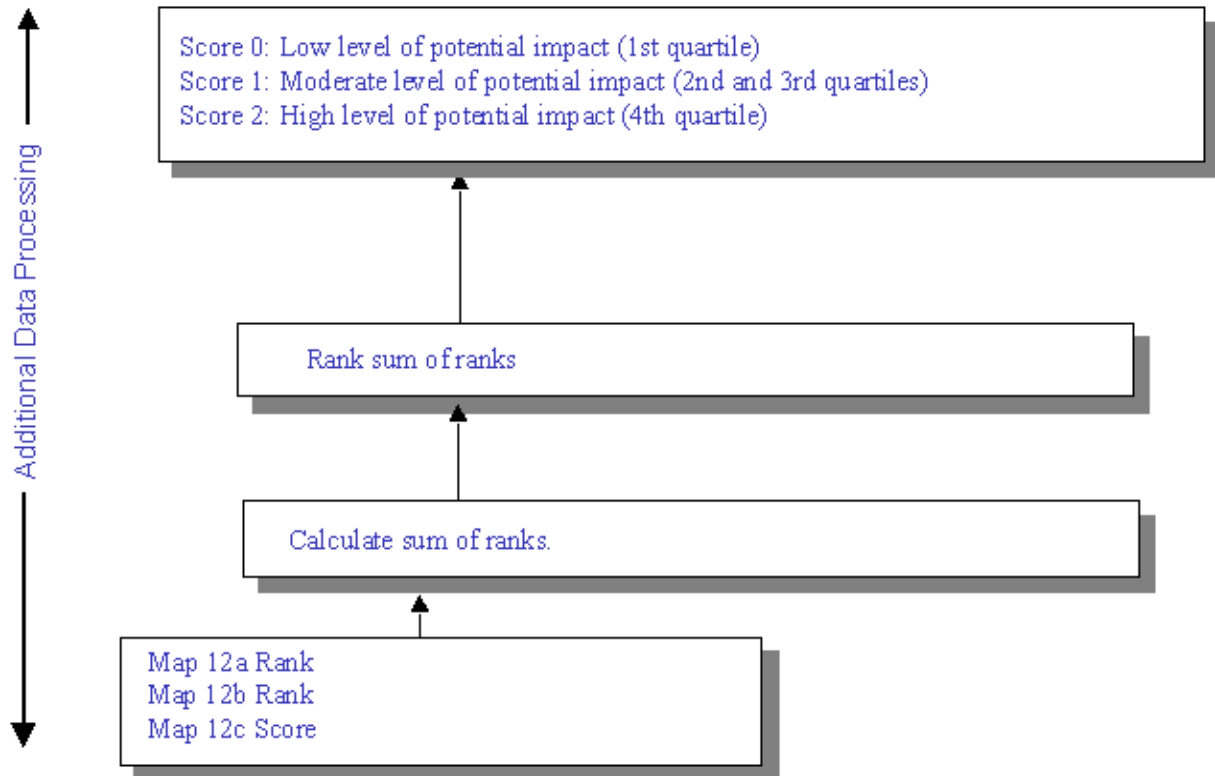 Score 0: Low level of potential impact (1st quartile)
Score 1: Moderate level of potential impact (2nd and 3rd quartiles)
Score 2: High level of potential impact (4th quartile)
Additional Data Processing
Rank sum of ranks
Calculate sum of ranks.
Map 12a Rank
Map 12b Rank
Map 12c Score